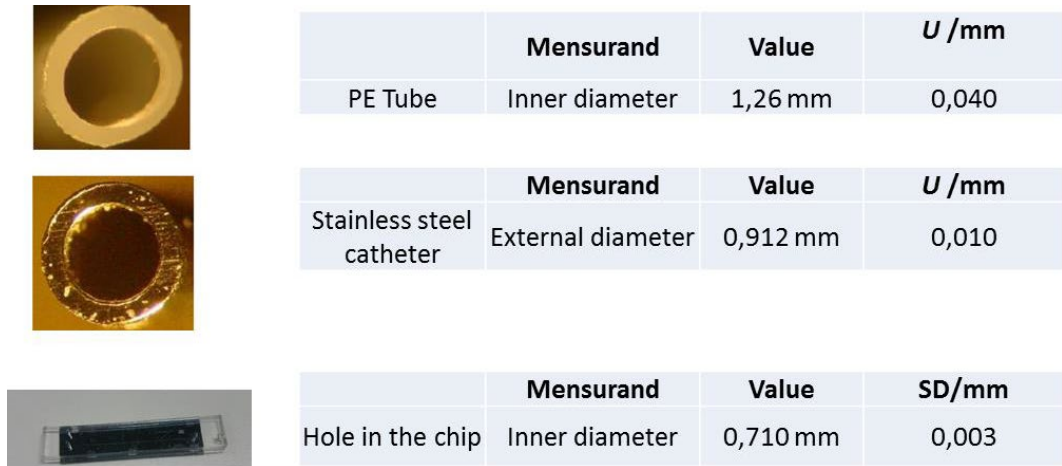 Mensurand Value U /mm
PE Tube Inner diameter 1,26 mm 0,040
Mensurand Value U /mm
Stainless steel
catheter External diameter 0,912 mm 0,010
Mensurand Value SD/mm
Hole in the chip Inner diameter 0,710 mm 0,003